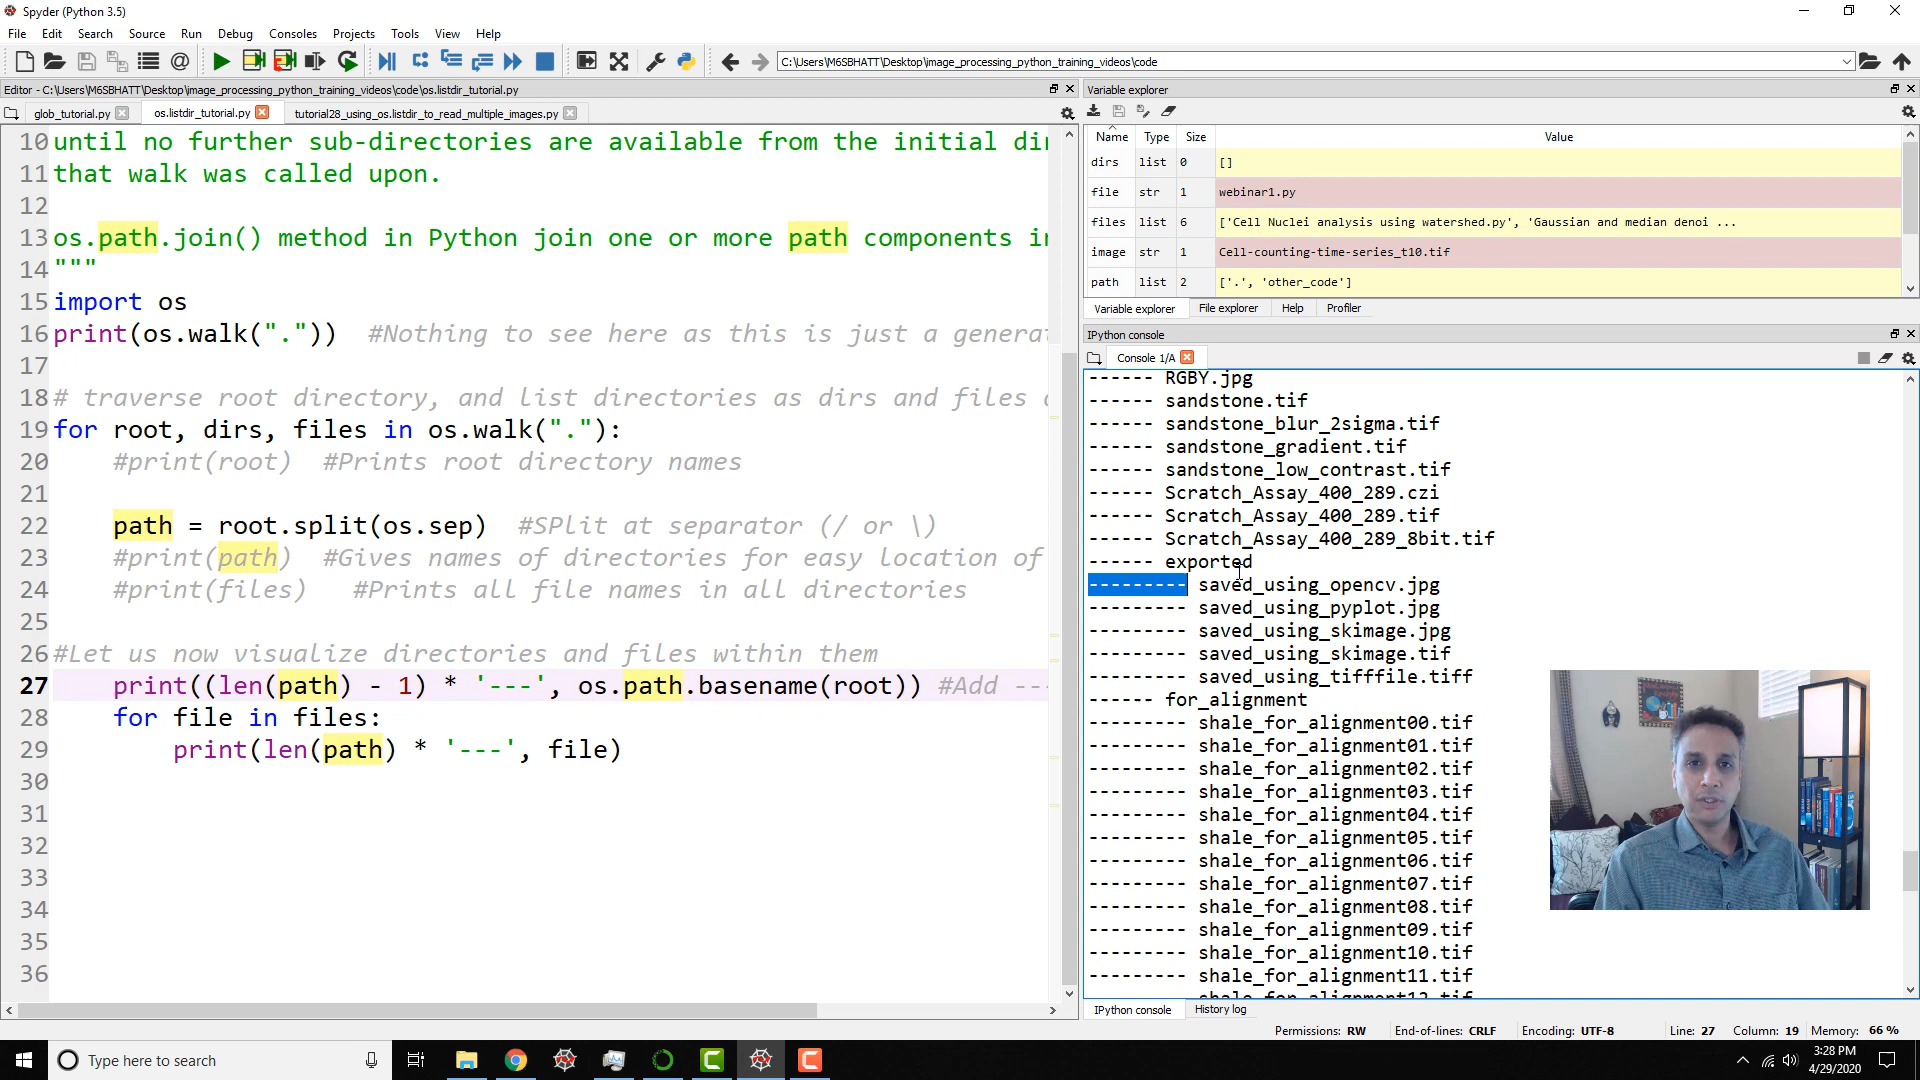 Spyder (Python 3.5)
File Edit Search Source Run Debug Consoles Projects Tools View Help
C:\Users\M6SBHATT\Desktop\image_processing_python_training_videos\code
Editor - C:\Users\M6SBHATT\Desktop\image_processing_python_training_videos\code\os.listdir_tutorial.py
glob_tutorial.py os.listdir_tutorial.py tutorial28_using_os.listdir_to_read_multiple_images.py
10 until no further sub-directories are available from the initial di
11 that walk was called upon.
12
13 os.path.join() method in Python join one or more path components i
14 """
15 import os
16 print(os.walk(".")) #Nothing to see here as this is just a genera
17
18 # traverse root directory, and list directories as dirs and files
19 for root, dirs, files in os.walk("."):
20 #print(root) #Prints root directory names
21
22 path = root.split(os.sep) #SPlit at separator (/ or \)
23 #print(path) #Gives names of directories for easy location of
24 #print(files) #Prints all file names in all directories
25
26 #Let us now visualize directories and files within them
27 print((len(path) - 1) * '---', os.path.basename(root)) #Add --
28 for file in files:
29 print(len(path) * '---', file)
30
31
32
33
34
35
36
Variable explorer
Name Type Size Value
dirs list 0 []
file str 1 webinar1.py
files list 6 ['Cell Nuclei analysis using watershed.py', 'Gaussian and median denoi ...
image str 1 Cell-counting-time-series_t10.tif
path list 2 ['.', 'other_code']
Variable explorer File explorer Help Profiler
IPython console
Console 1/A
------ RGBY.jpg
------ sandstone.tif
------ sandstone_blur_2sigma.tif
------ sandstone_gradient.tif
------ sandstone_low_contrast.tif
------ Scratch_Assay_400_289.czi
------ Scratch_Assay_400_289.tif
------ Scratch_Assay_400_289_8bit.tif
------ exported
--------- saved_using_opencv.jpg
--------- saved_using_pyplot.jpg
--------- saved_using_skimage.jpg
--------- saved_using_skimage.tif
--------- saved_using_tifffile.tiff
------ for_alignment
--------- shale_for_alignment00.tif
--------- shale_for_alignment01.tif
--------- shale_for_alignment02.tif
--------- shale_for_alignment03.tif
--------- shale_for_alignment04.tif
--------- shale_for_alignment05.tif
--------- shale_for_alignment06.tif
--------- shale_for_alignment07.tif
--------- shale_for_alignment08.tif
--------- shale_for_alignment09.tif
--------- shale_for_alignment10.tif
--------- shale_for_alignment11.tif
--------- shale_for_alignment12.tif
IPython console History log
Permissions: RW End-of-lines: CRLF Encoding: UTF-8 Line: 27 Column: 19 Memory: 66 %
Type here to search
3:28 PM
4/29/2020